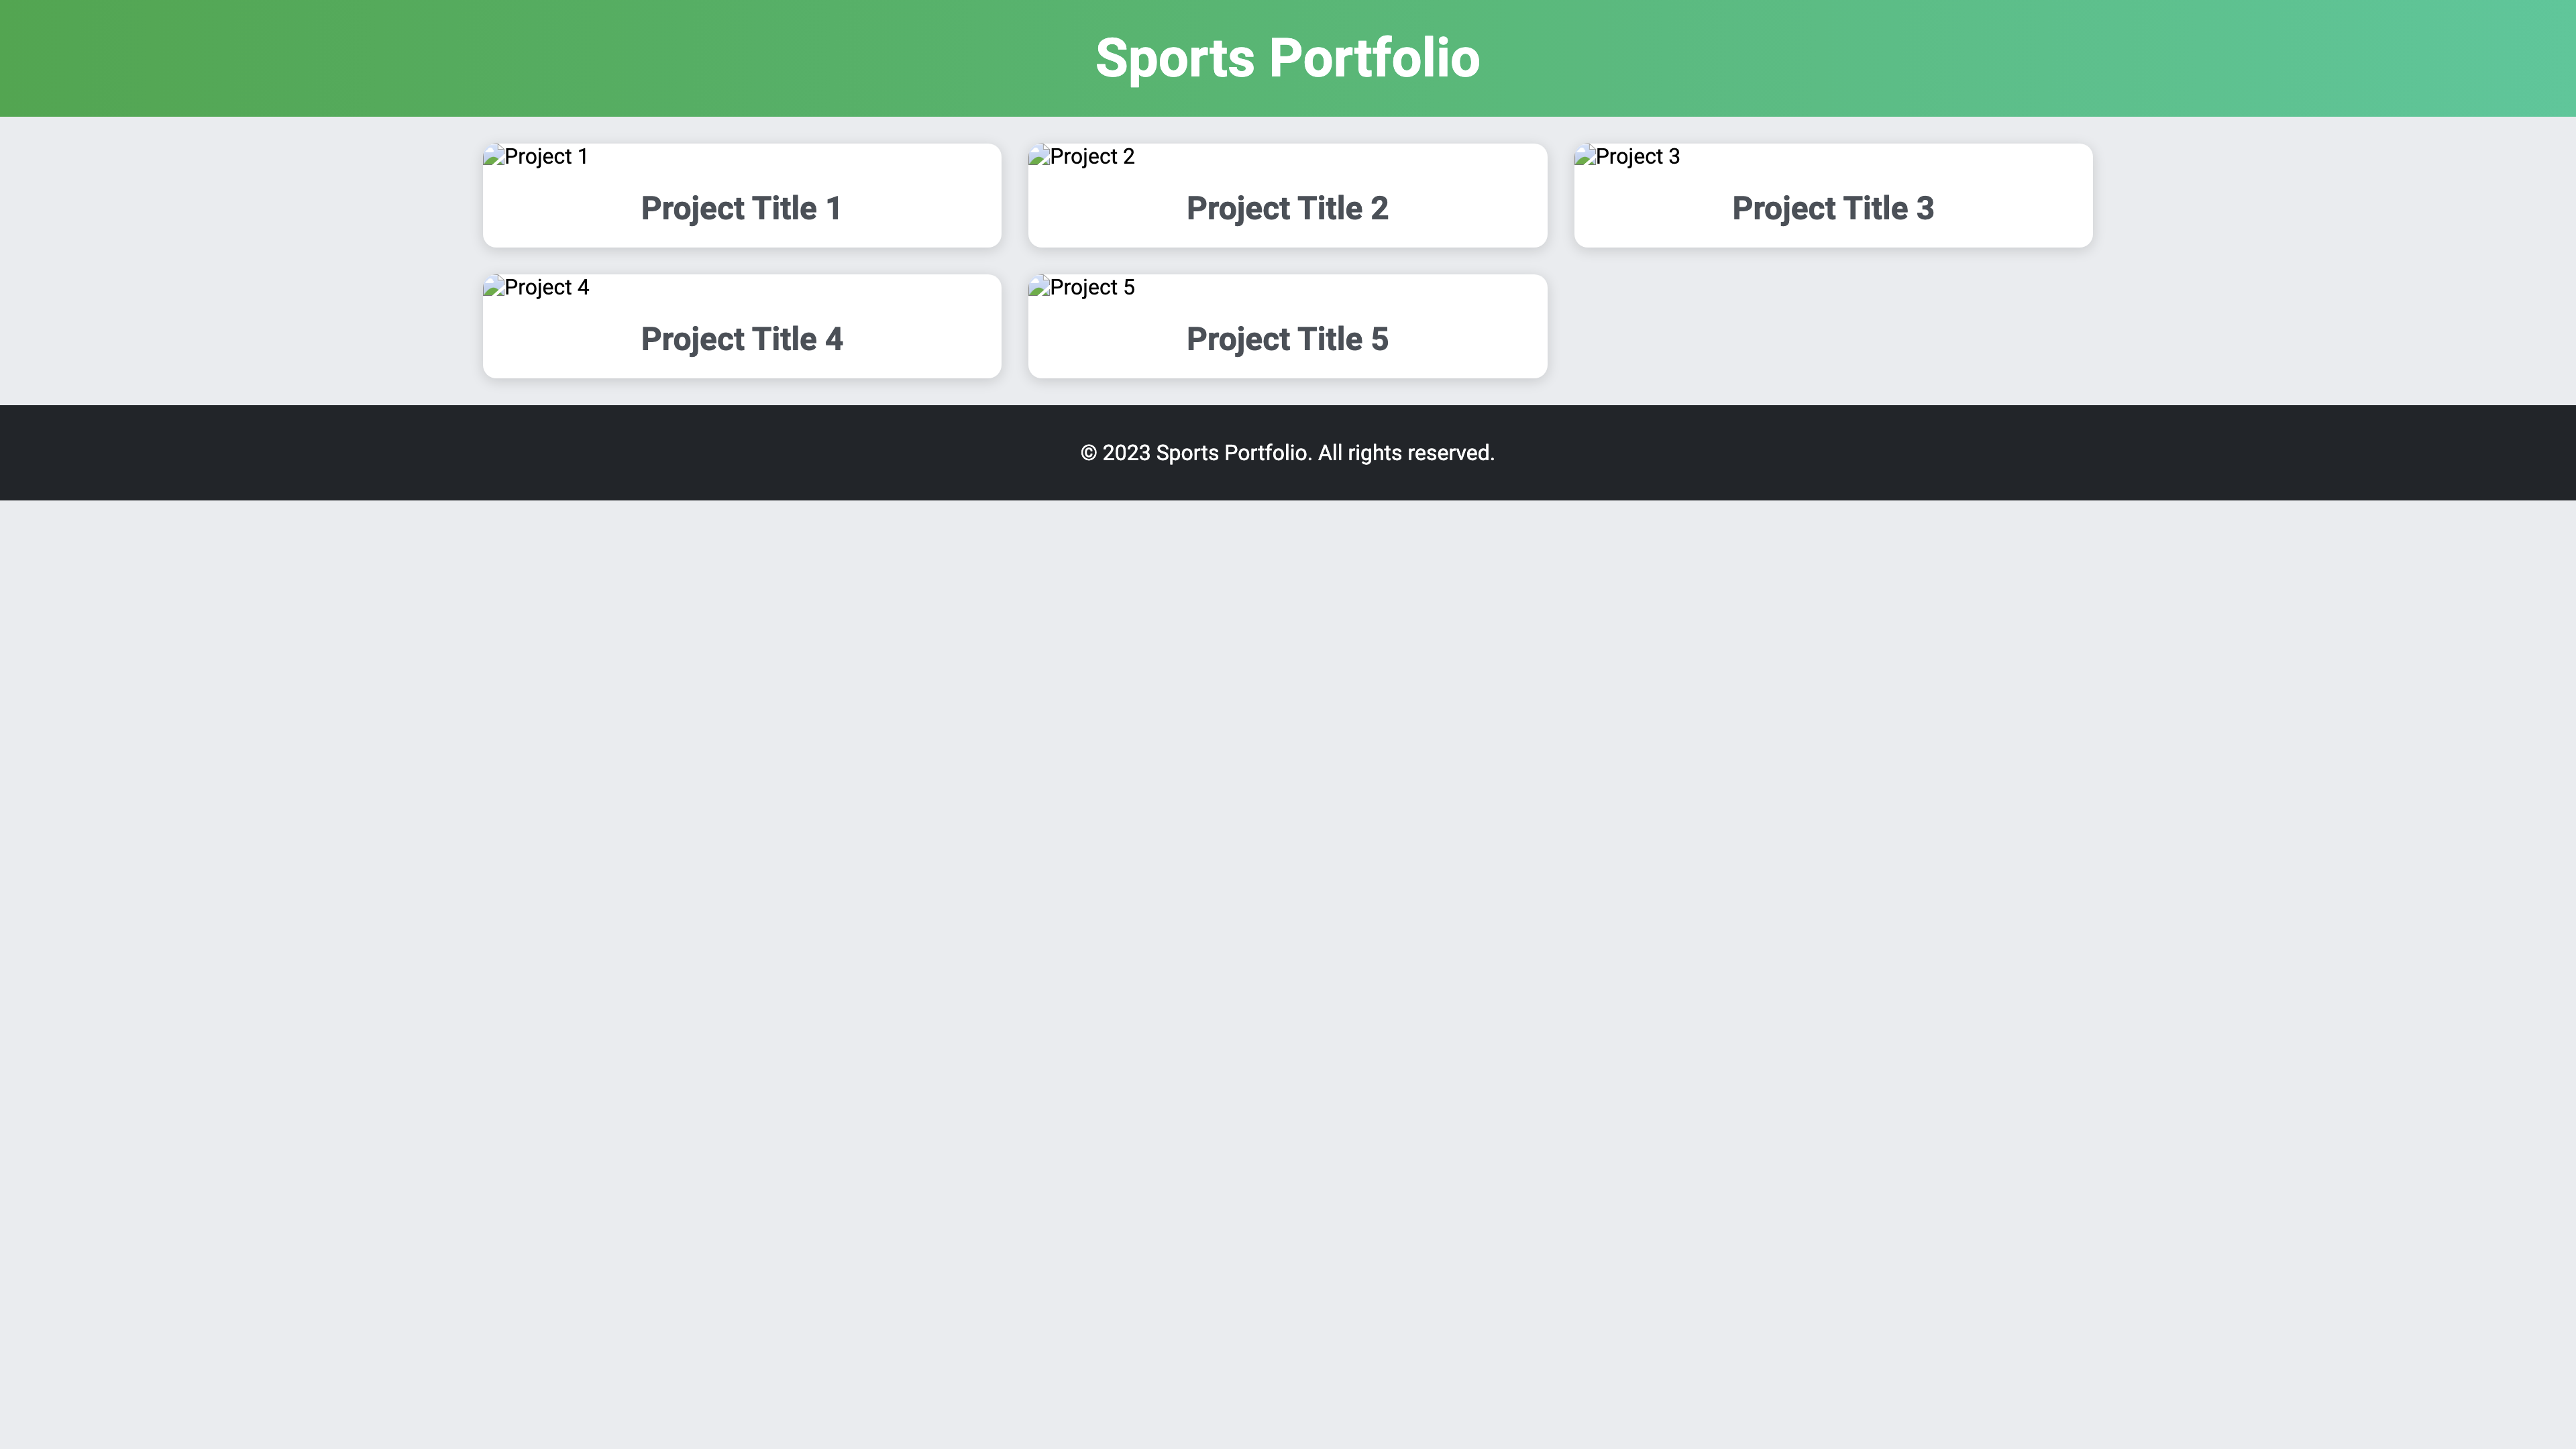 Sports Portfolio
Project 1
Project Title 1
Project 2
Project Title 2
Project 3
Project Title 3
Project 4
Project Title 4
Project 5
Project Title 5
© 2023 Sports Portfolio. All rights reserved.